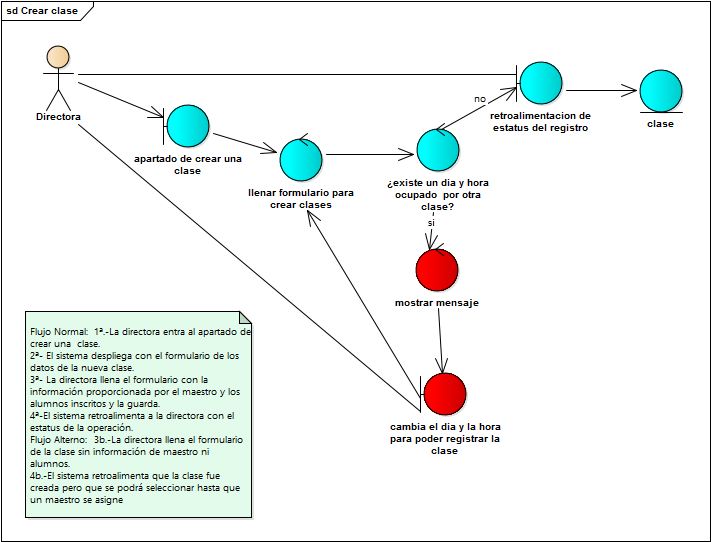 sd Crear clase
Directora
no
retroalimentacion de
estatus del registro
clase
apartado de crear una
clase
llenar formulario para
crear clases
¿existe un dia y hora
ocupado por otra
clase?
si
mostrar mensaje
cambia el dia y la hora
para poder registrar la
clase
Flujo Normal: 1ª.-La directora entra al apartado de
crear una clase.
2ª- El sistema despliega con el formulario de los
datos de la nueva clase.
3ª- La directora llena el formulario con la
información proporcionada por el maestro y los
alumnos inscritos y la guarda.
4ª-El sistema retroalimenta a la directora con el
estatus de la operación.
Flujo Alterno: 3b.-La directora llena el formulario
de la clase sin información de maestro ni
alumnos.
4b.-El sistema retroalimenta que la clase fue
creada pero que se podrá seleccionar hasta que
un maestro se asigne